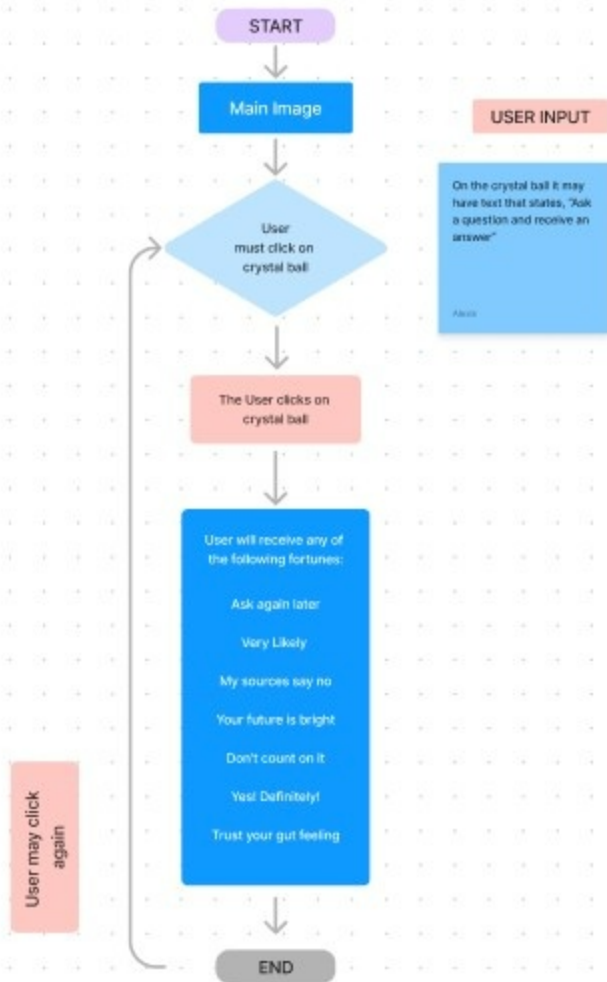 START
Main Image
USER INPUT
On the crystal ball it may
have text that states, "Ask
a question and receive an
answer"
Alexis
User
must click on
crystal ball
The User clicks on
crystal ball
User will receive any of
the following fortunes:
Ask again later
Very Likely
My sources say no
Your future is bright
Don't count on it
Yes! Definitely!
Trust your gut feeling
User may click
again
END